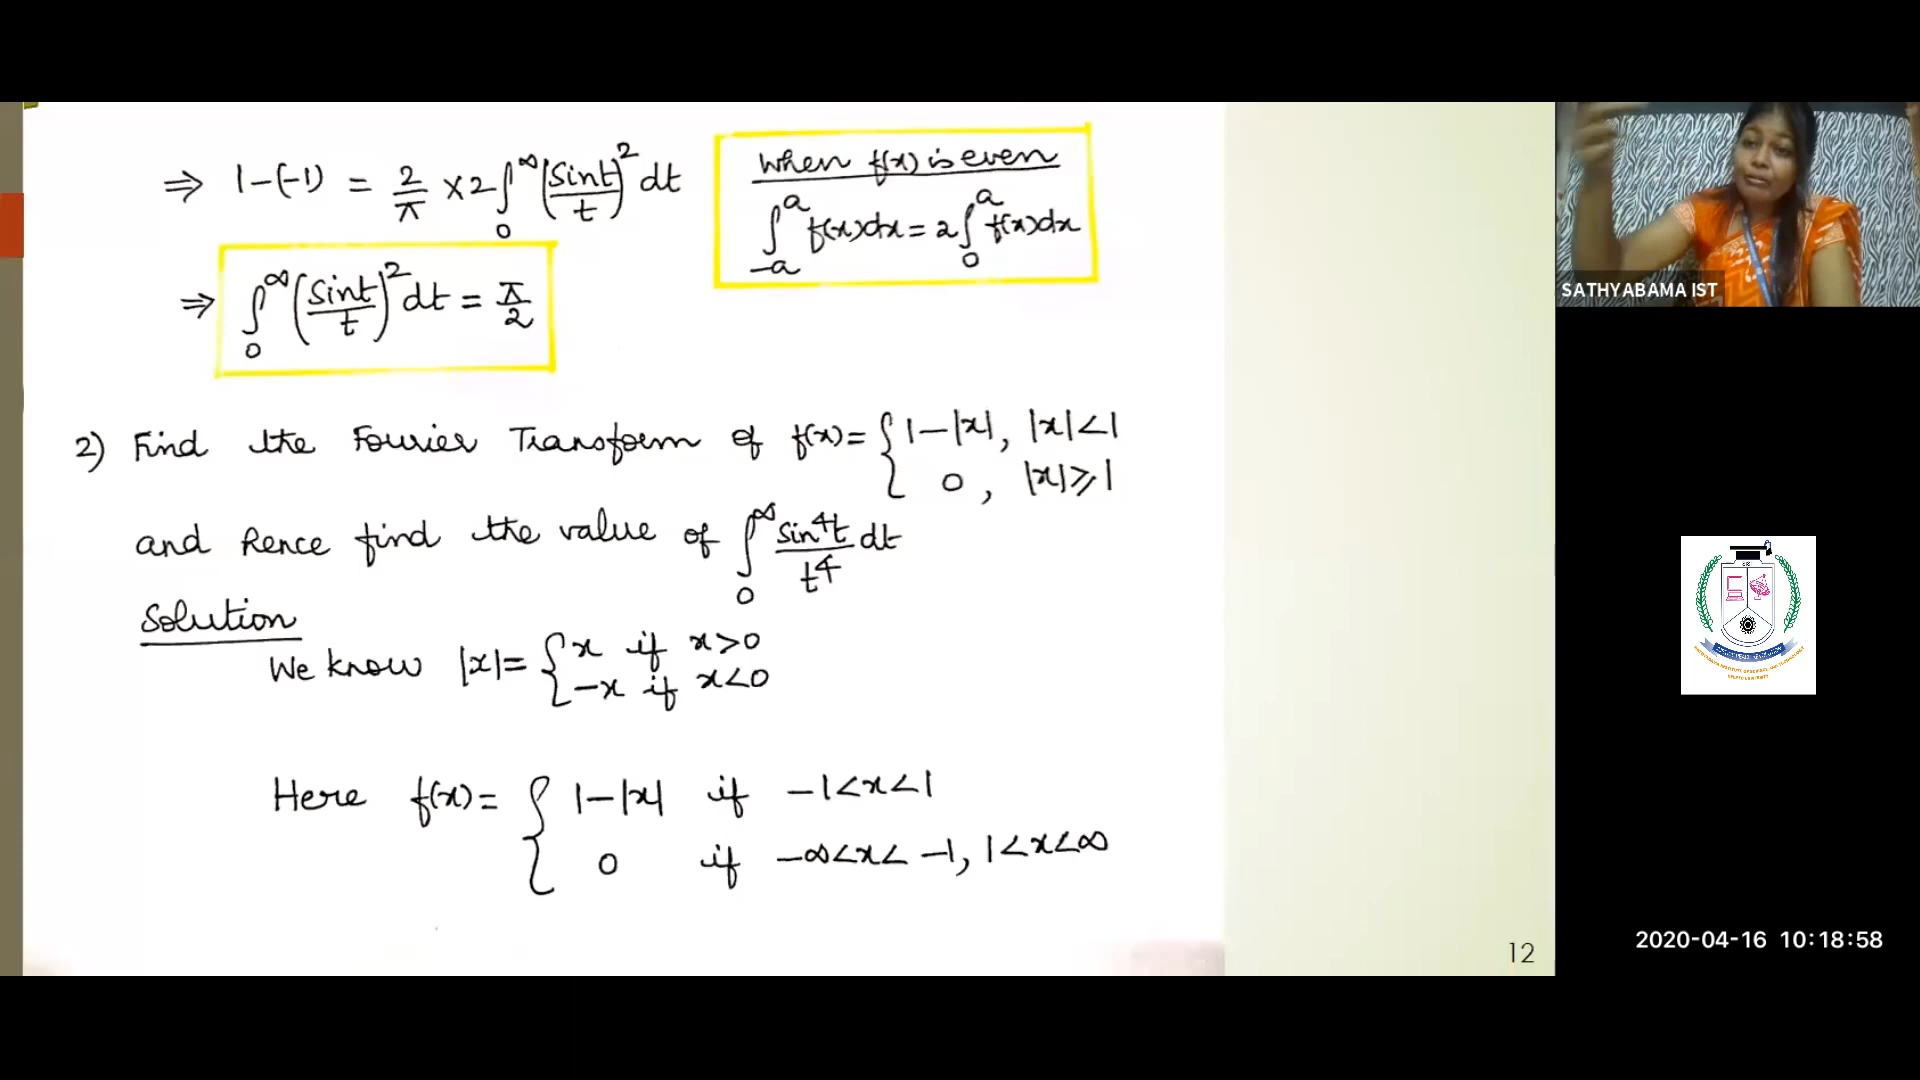 ⇒ 1-(-1) = 2/π × 2 ∫₀^∞ (Sint/t)² dt
when f(x) is even
∫₋ₐ^a f(x)dx = 2 ∫₀^a f(x)dx
⇒ ∫₀^∞ (Sint/t)² dt = π/2
SATHYABAMA IST
2) Find the Fourier Transform of f(x) = { 1-|x|, |x|<1
0, |x|⩾1
and hence find the value of ∫₀^∞ Sin⁴t/t⁴ dt
Solution
We know |x| = { x if x>0
-x if x<0
Here f(x) = { 1-|x| if -1<x<1
0 if -∞<x<-1, 1<x<∞
2020-04-16 10:18:58
12